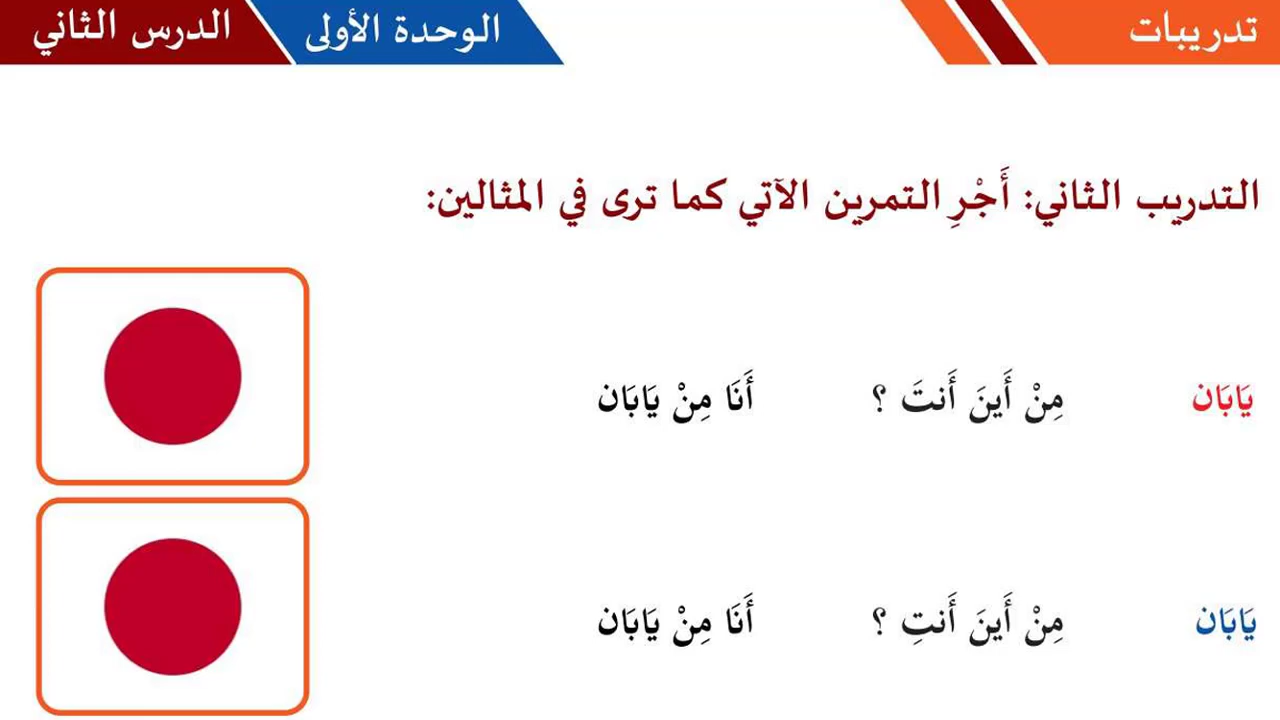 تدريبات الوحدة الأولى الدرس الثاني
التدريب الثاني: أَجْرِ التمرين الآتي كما ترى في المثالين:
يَابَان مِنْ أَينَ أَنتَ ؟ أَنَا مِنْ يَابَان
يَابَان مِنْ أَينَ أَنتِ ؟ أَنَا مِنْ يَابَان